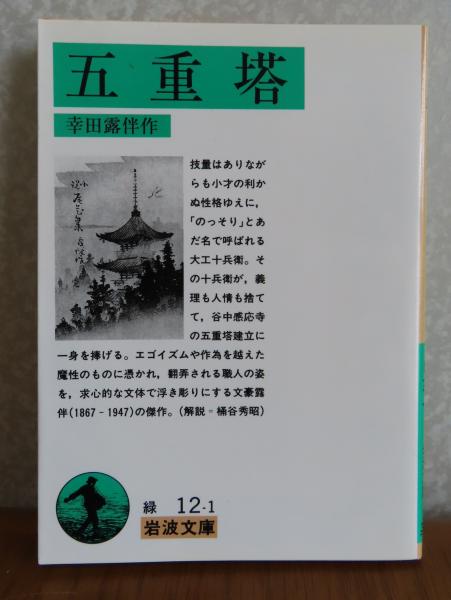 五重塔
幸田露伴作
技量はありなが
らも小才の利か
ぬ性格ゆえに，
「のっそり」とあ
だ名で呼ばれる
大工十兵衛。そ
の十兵衛が，義
理も人情も捨て
て，谷中感応寺
の五重塔建立に
一身を捧げる。エゴイズムや作為を越えた
魔性のものに憑かれ，翻弄される職人の姿
を，求心的な文体で浮き彫りにする文豪露
伴(1867－1947)の傑作。（解説＝桶谷秀昭）
緑 12-1
岩波文庫